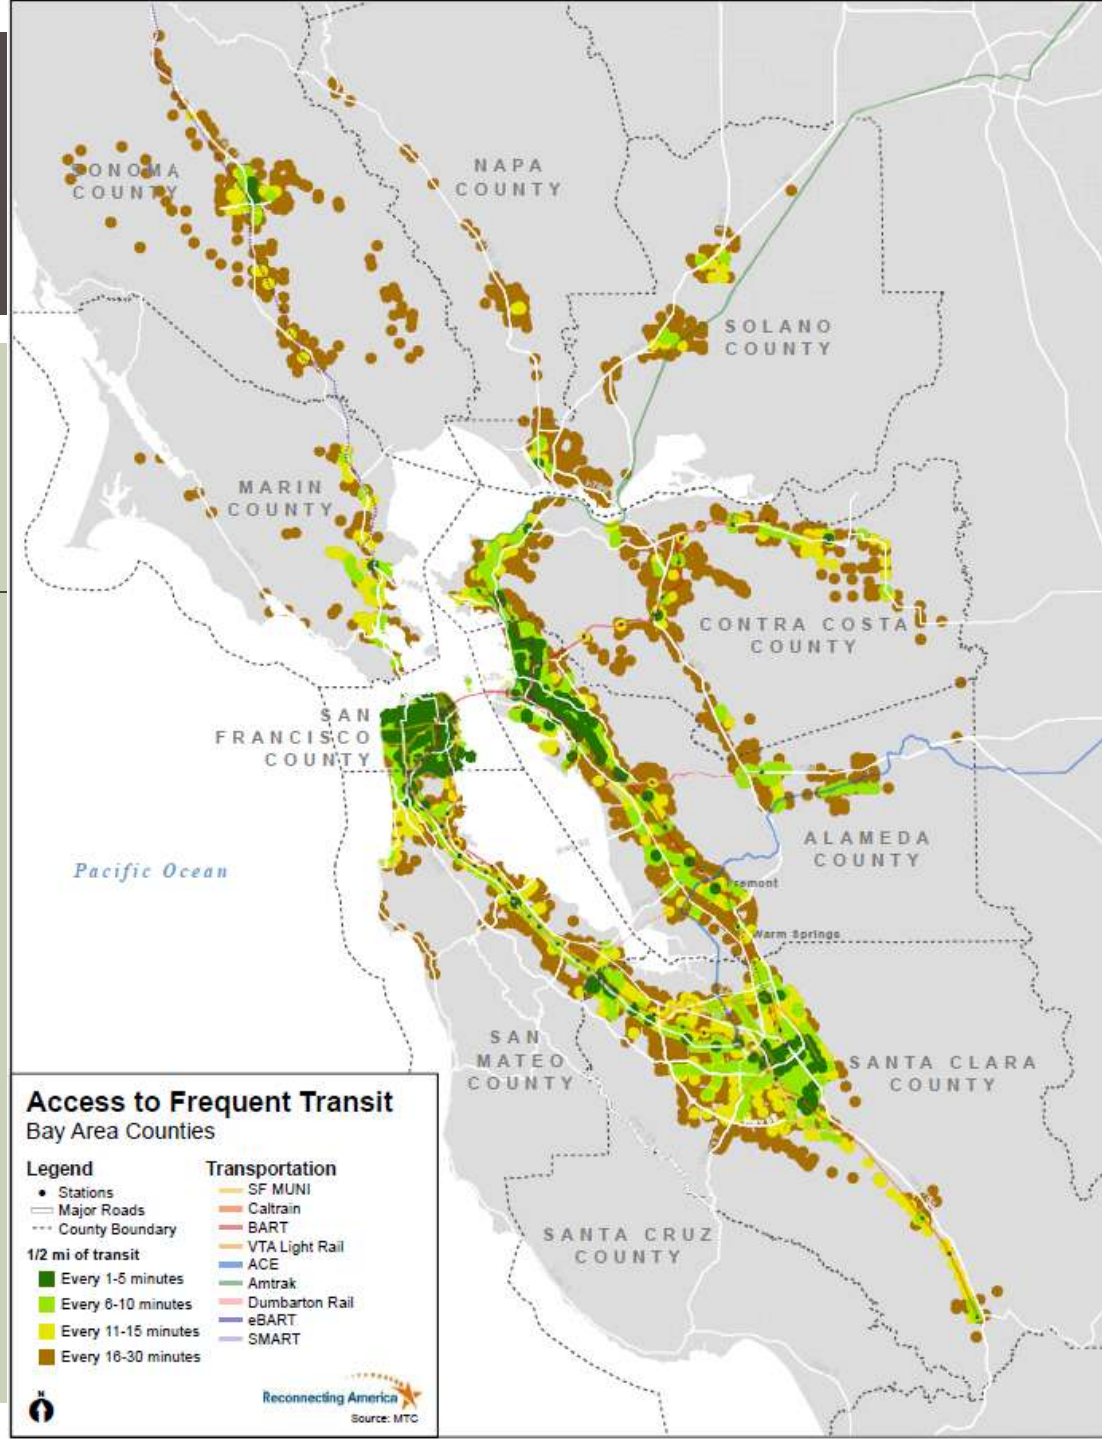 SONOMA
COUNTY
NAPA
COUNTY
SOLANO
COUNTY
MARIN
COUNTY
CONTRA COSTA
COUNTY
SAN
FRANCISCO
COUNTY
ALAMEDA
COUNTY
Pacific Ocean
Fremont
Warm Springs
SAN
MATEO
COUNTY
SANTA CLARA
COUNTY
SANTA CRUZ
COUNTY
Access to Frequent Transit
Bay Area Counties
Legend
Stations
Major Roads
County Boundary
1/2 mi of transit
Every 1-5 minutes
Every 6-10 minutes
Every 11-15 minutes
Every 16-30 minutes
Transportation
SF MUNI
Caltrain
BART
VTA Light Rail
ACE
Amtrak
Dumbarton Rail
eBART
SMART
N
Reconnecting America
Source: MTC